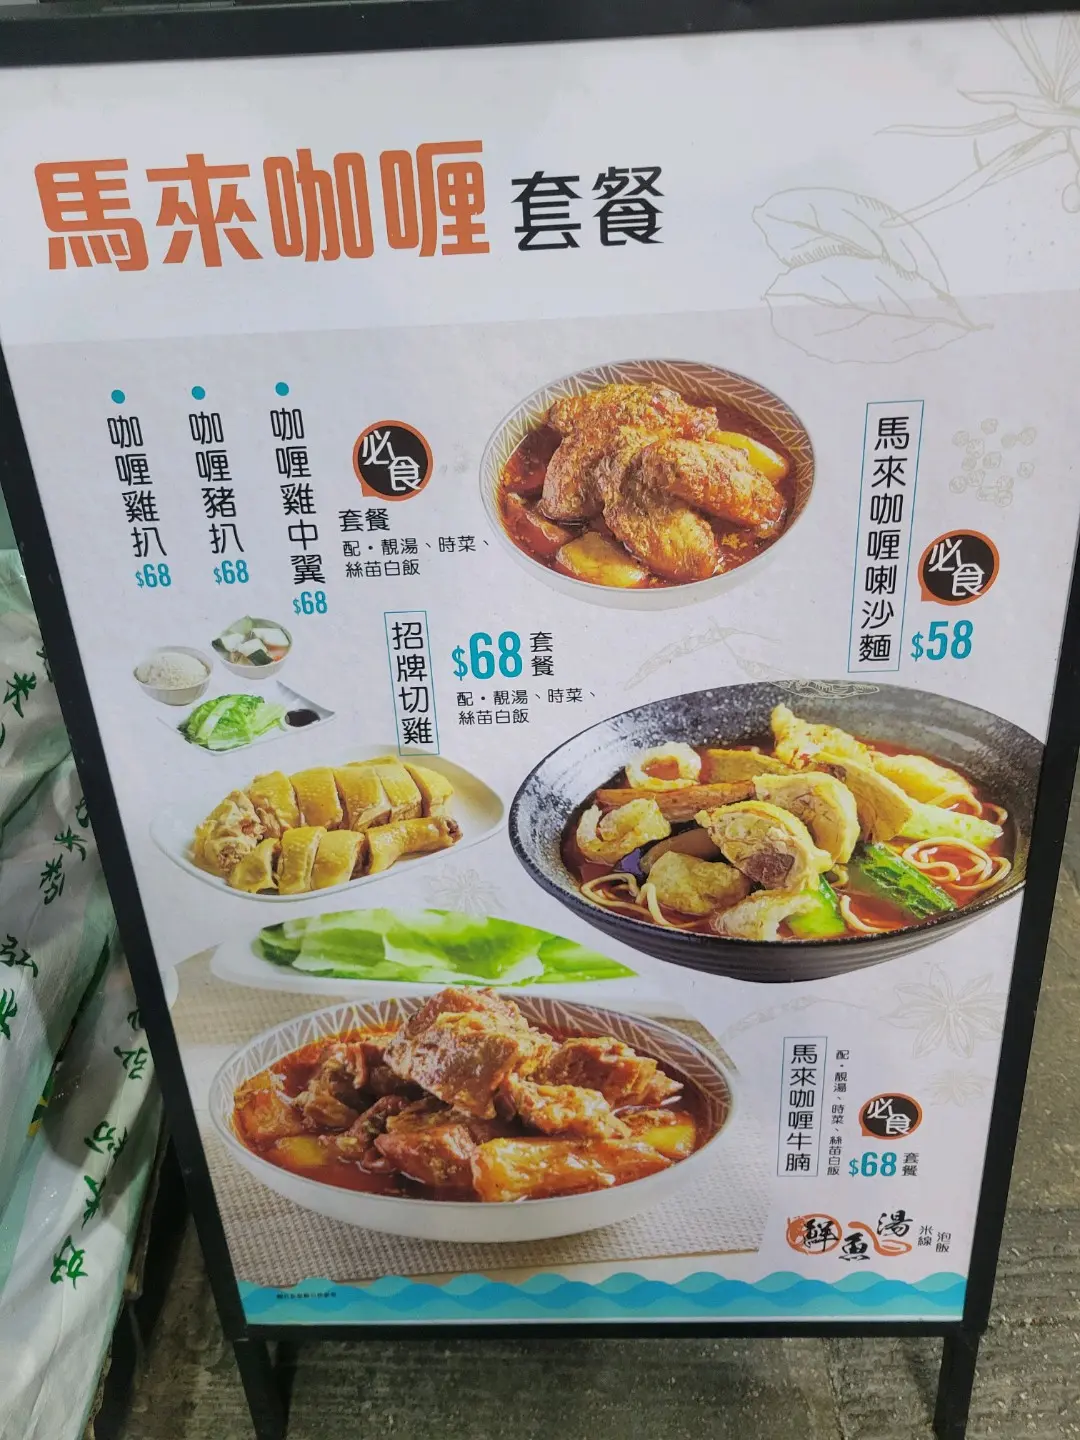 馬來咖喱套餐
咖喱雞扒
$68
咖喱豬扒
$68
咖喱雞中翼
$68
必食
套餐
配・靚湯、時菜、
絲苗白飯
招牌切雞
$68套餐
配・靚湯、時菜、
絲苗白飯
馬來咖喱喇沙麵
必食
$58
馬來咖喱牛腩
配・靚湯、時菜、絲苗白飯
必食
$68套餐
鮮魚湯
米線
泡飯